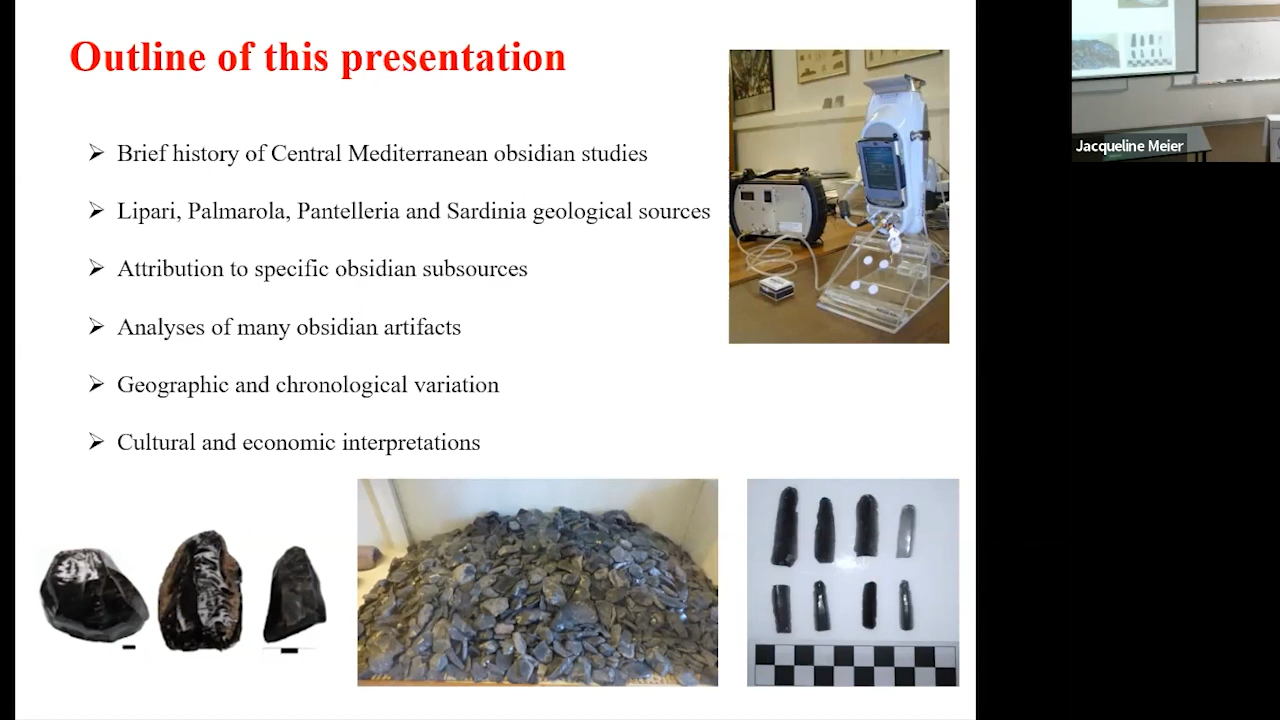 Outline of this presentation
➢ Brief history of Central Mediterranean obsidian studies
➢ Lipari, Palmarola, Pantelleria and Sardinia geological sources
➢ Attribution to specific obsidian subsources
➢ Analyses of many obsidian artifacts
➢ Geographic and chronological variation
➢ Cultural and economic interpretations
Jacqueline Meier